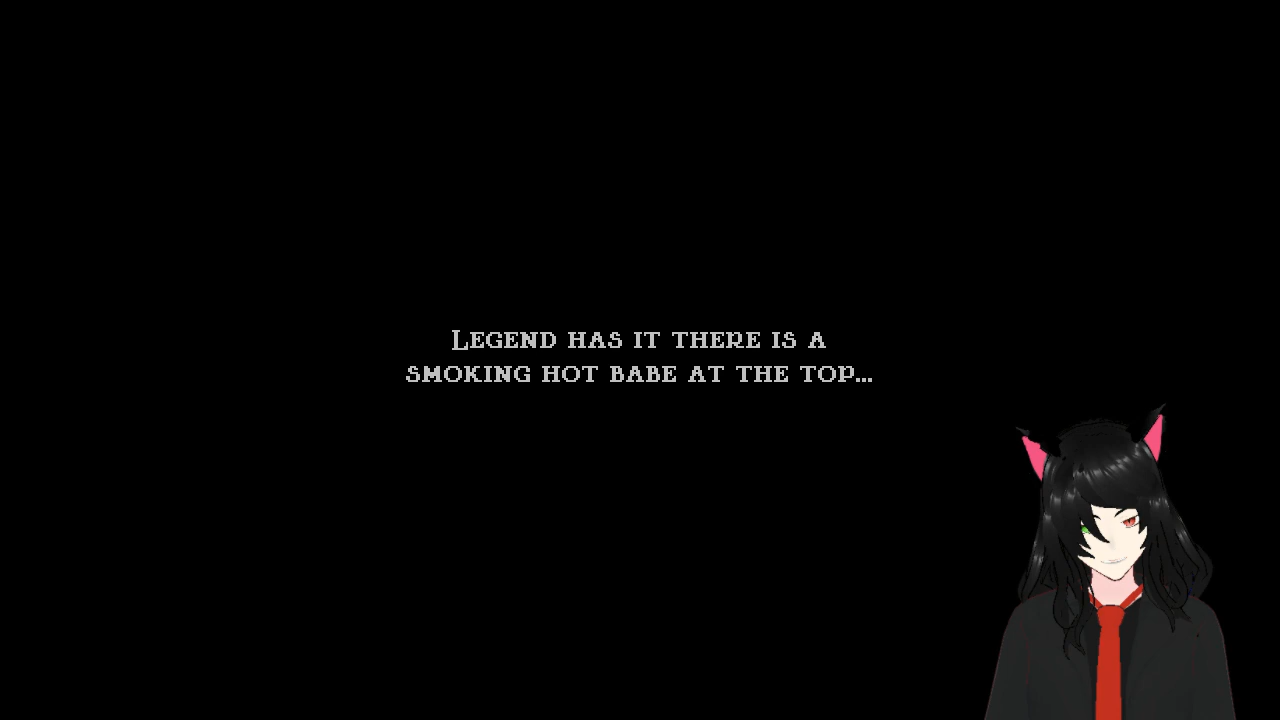 Legend has it there is a
smoking hot babe at the top...